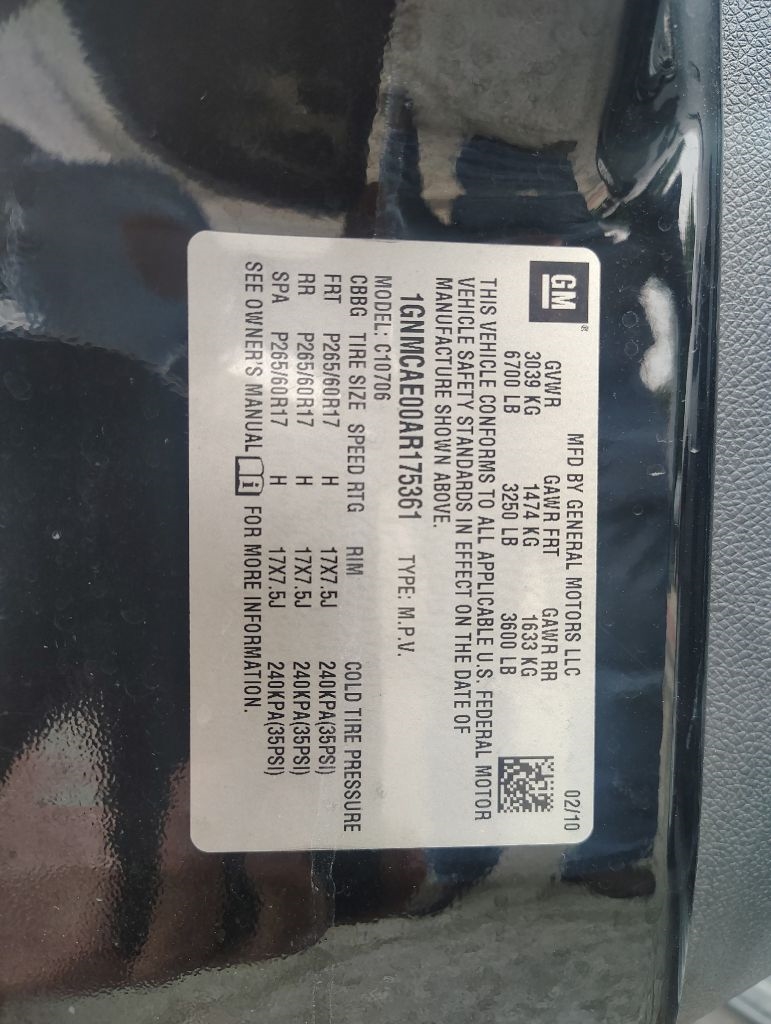 GM®
MFD BY GENERAL MOTORS LLC 02/10
GVWR GAWR FRT GAWR RR
3039 KG 1474 KG 1633 KG
6700 LB 3250 LB 3600 LB
THIS VEHICLE CONFORMS TO ALL APPLICABLE U.S. FEDERAL MOTOR
VEHICLE SAFETY STANDARDS IN EFFECT ON THE DATE OF
MANUFACTURE SHOWN ABOVE.
1GNMCAE00AR175361 TYPE: M.P.V.
MODEL: C10706
CBBG TIRE SIZE SPEED RTG RIM COLD TIRE PRESSURE
FRT P265/60R17 H 17X7.5J 240KPA(35PSI)
RR P265/60R17 H 17X7.5J 240KPA(35PSI)
SPA P265/60R17 H 17X7.5J 240KPA(35PSI)
SEE OWNER'S MANUAL i FOR MORE INFORMATION.